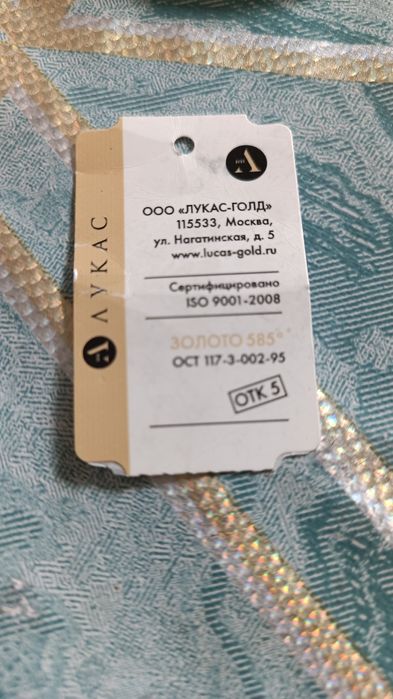 ЛУКАС
ООО «ЛУКАС-ГОЛД»
115533, Москва,
ул. Нагатинская, д. 5
www.lucas-gold.ru
Сертифицировано
ISO 9001-2008
ЗОЛОТО 585°*
ОСТ 117-3-002-95
ОТК 5